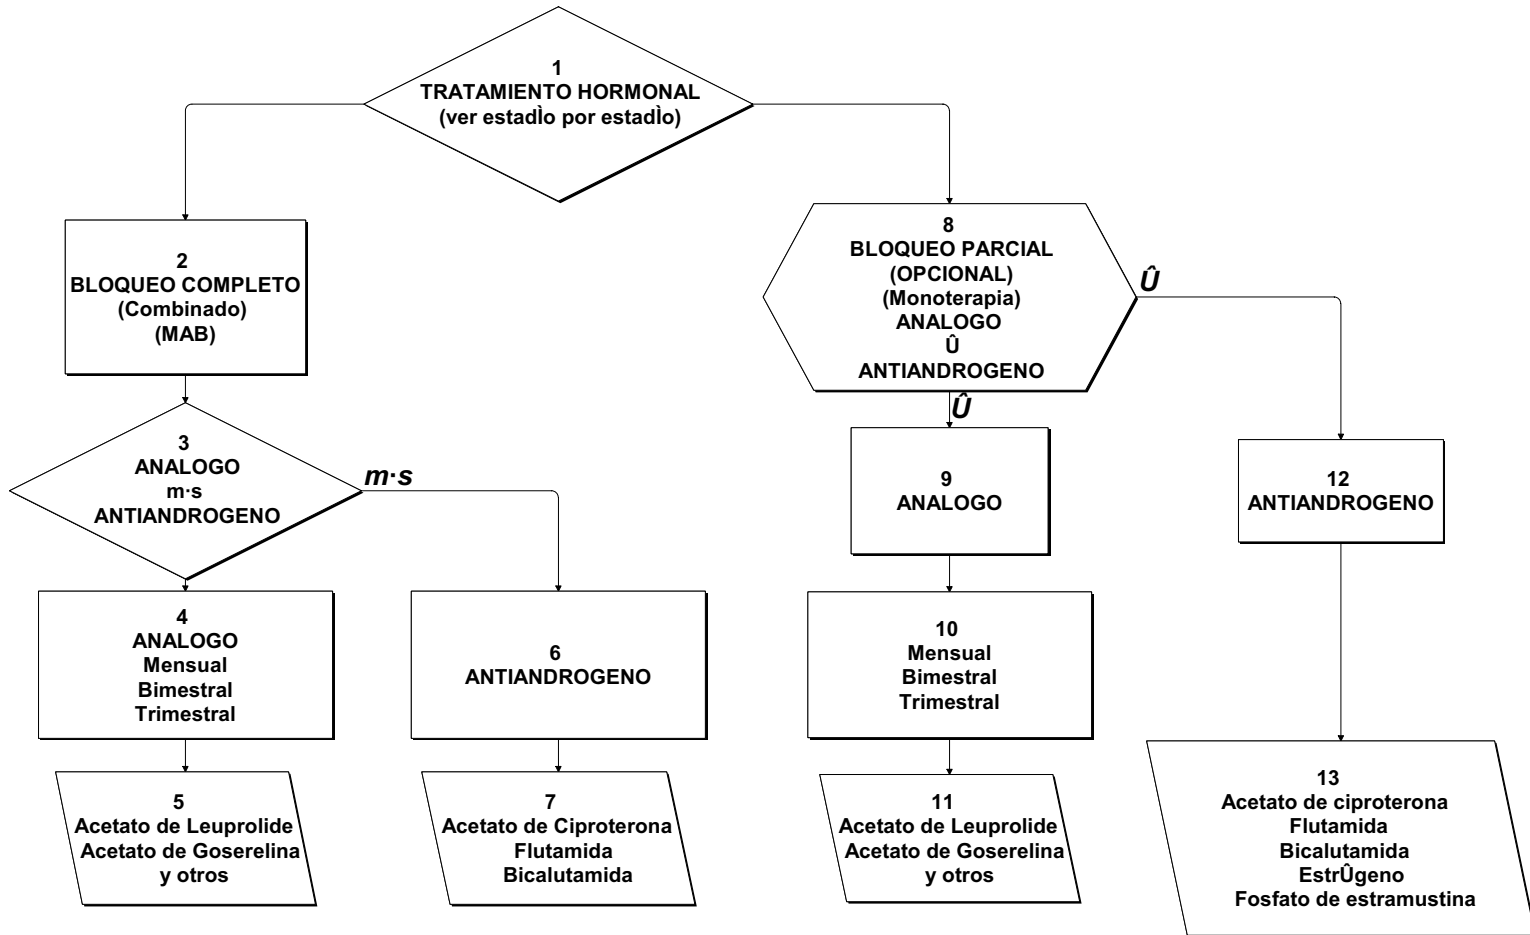 1
TRATAMIENTO HORMONAL
(ver estadÌo por estadÌo)
2
BLOQUEO COMPLETO
(Combinado)
(MAB)
3
ANALOGO
m·s
ANTIANDROGENO
m·s
4
ANALOGO
Mensual
Bimestral
Trimestral
5
Acetato de Leuprolide
Acetato de Goserelina
y otros
6
ANTIANDROGENO
7
Acetato de Ciproterona
Flutamida
Bicalutamida
8
BLOQUEO PARCIAL
(OPCIONAL)
(Monoterapia)
ANALOGO
Û
ANTIANDROGENO
Û
Û
9
ANALOGO
10
Mensual
Bimestral
Trimestral
11
Acetato de Leuprolide
Acetato de Goserelina
y otros
12
ANTIANDROGENO
13
Acetato de ciproterona
Flutamida
Bicalutamida
EstrÛgeno
Fosfato de estramustina